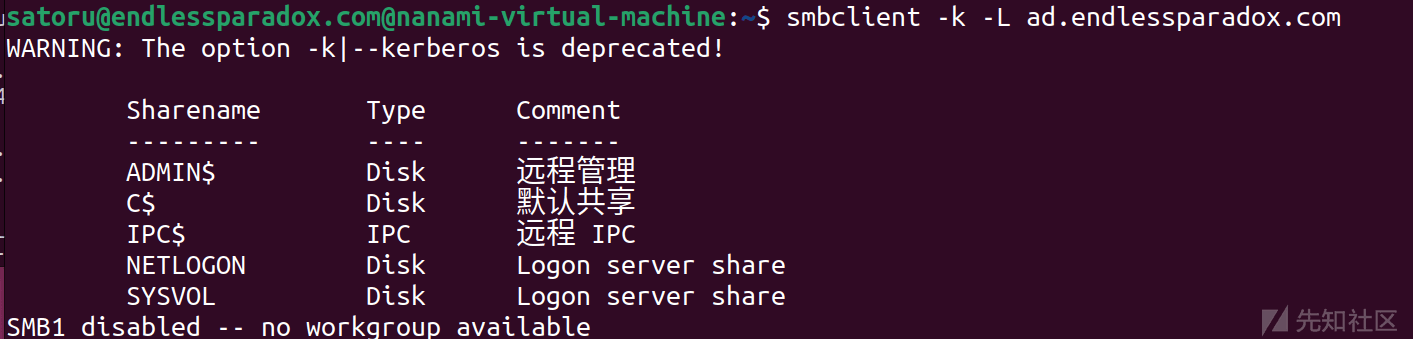 satoru@endlessparadox.com@nanami-virtual-machine:~$ smbclient -k -L ad.endlessparadox.com
WARNING: The option -k|--kerberos is deprecated!
Sharename Type Comment
--------- ---- -------
ADMIN$ Disk 远程管理
C$ Disk 默认共享
IPC$ IPC 远程 IPC
NETLOGON Disk Logon server share
SYSVOL Disk Logon server share
SMB1 disabled -- no workgroup available
先知社区